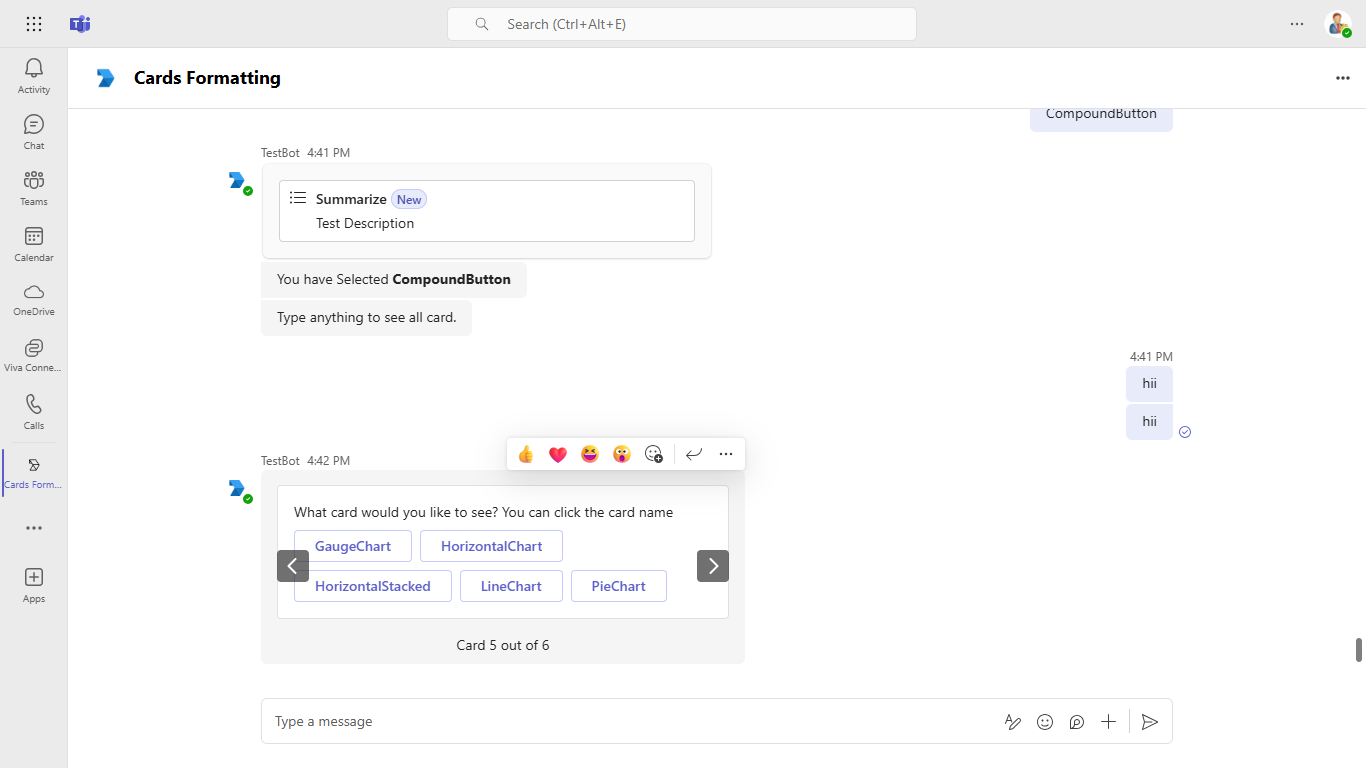 Search (Ctrl+Alt+E)
Activity
Chat
Teams
Calendar
OneDrive
Viva Conne...
Calls
Cards Form...
Apps
Cards Formatting
CompoundButton
TestBot 4:41 PM
Summarize New
Test Description
You have Selected CompoundButton
Type anything to see all card.
4:41 PM
hii
hii
TestBot 4:42 PM
What card would you like to see? You can click the card name
GaugeChart HorizontalChart
HorizontalStacked LineChart PieChart
Card 5 out of 6
Type a message